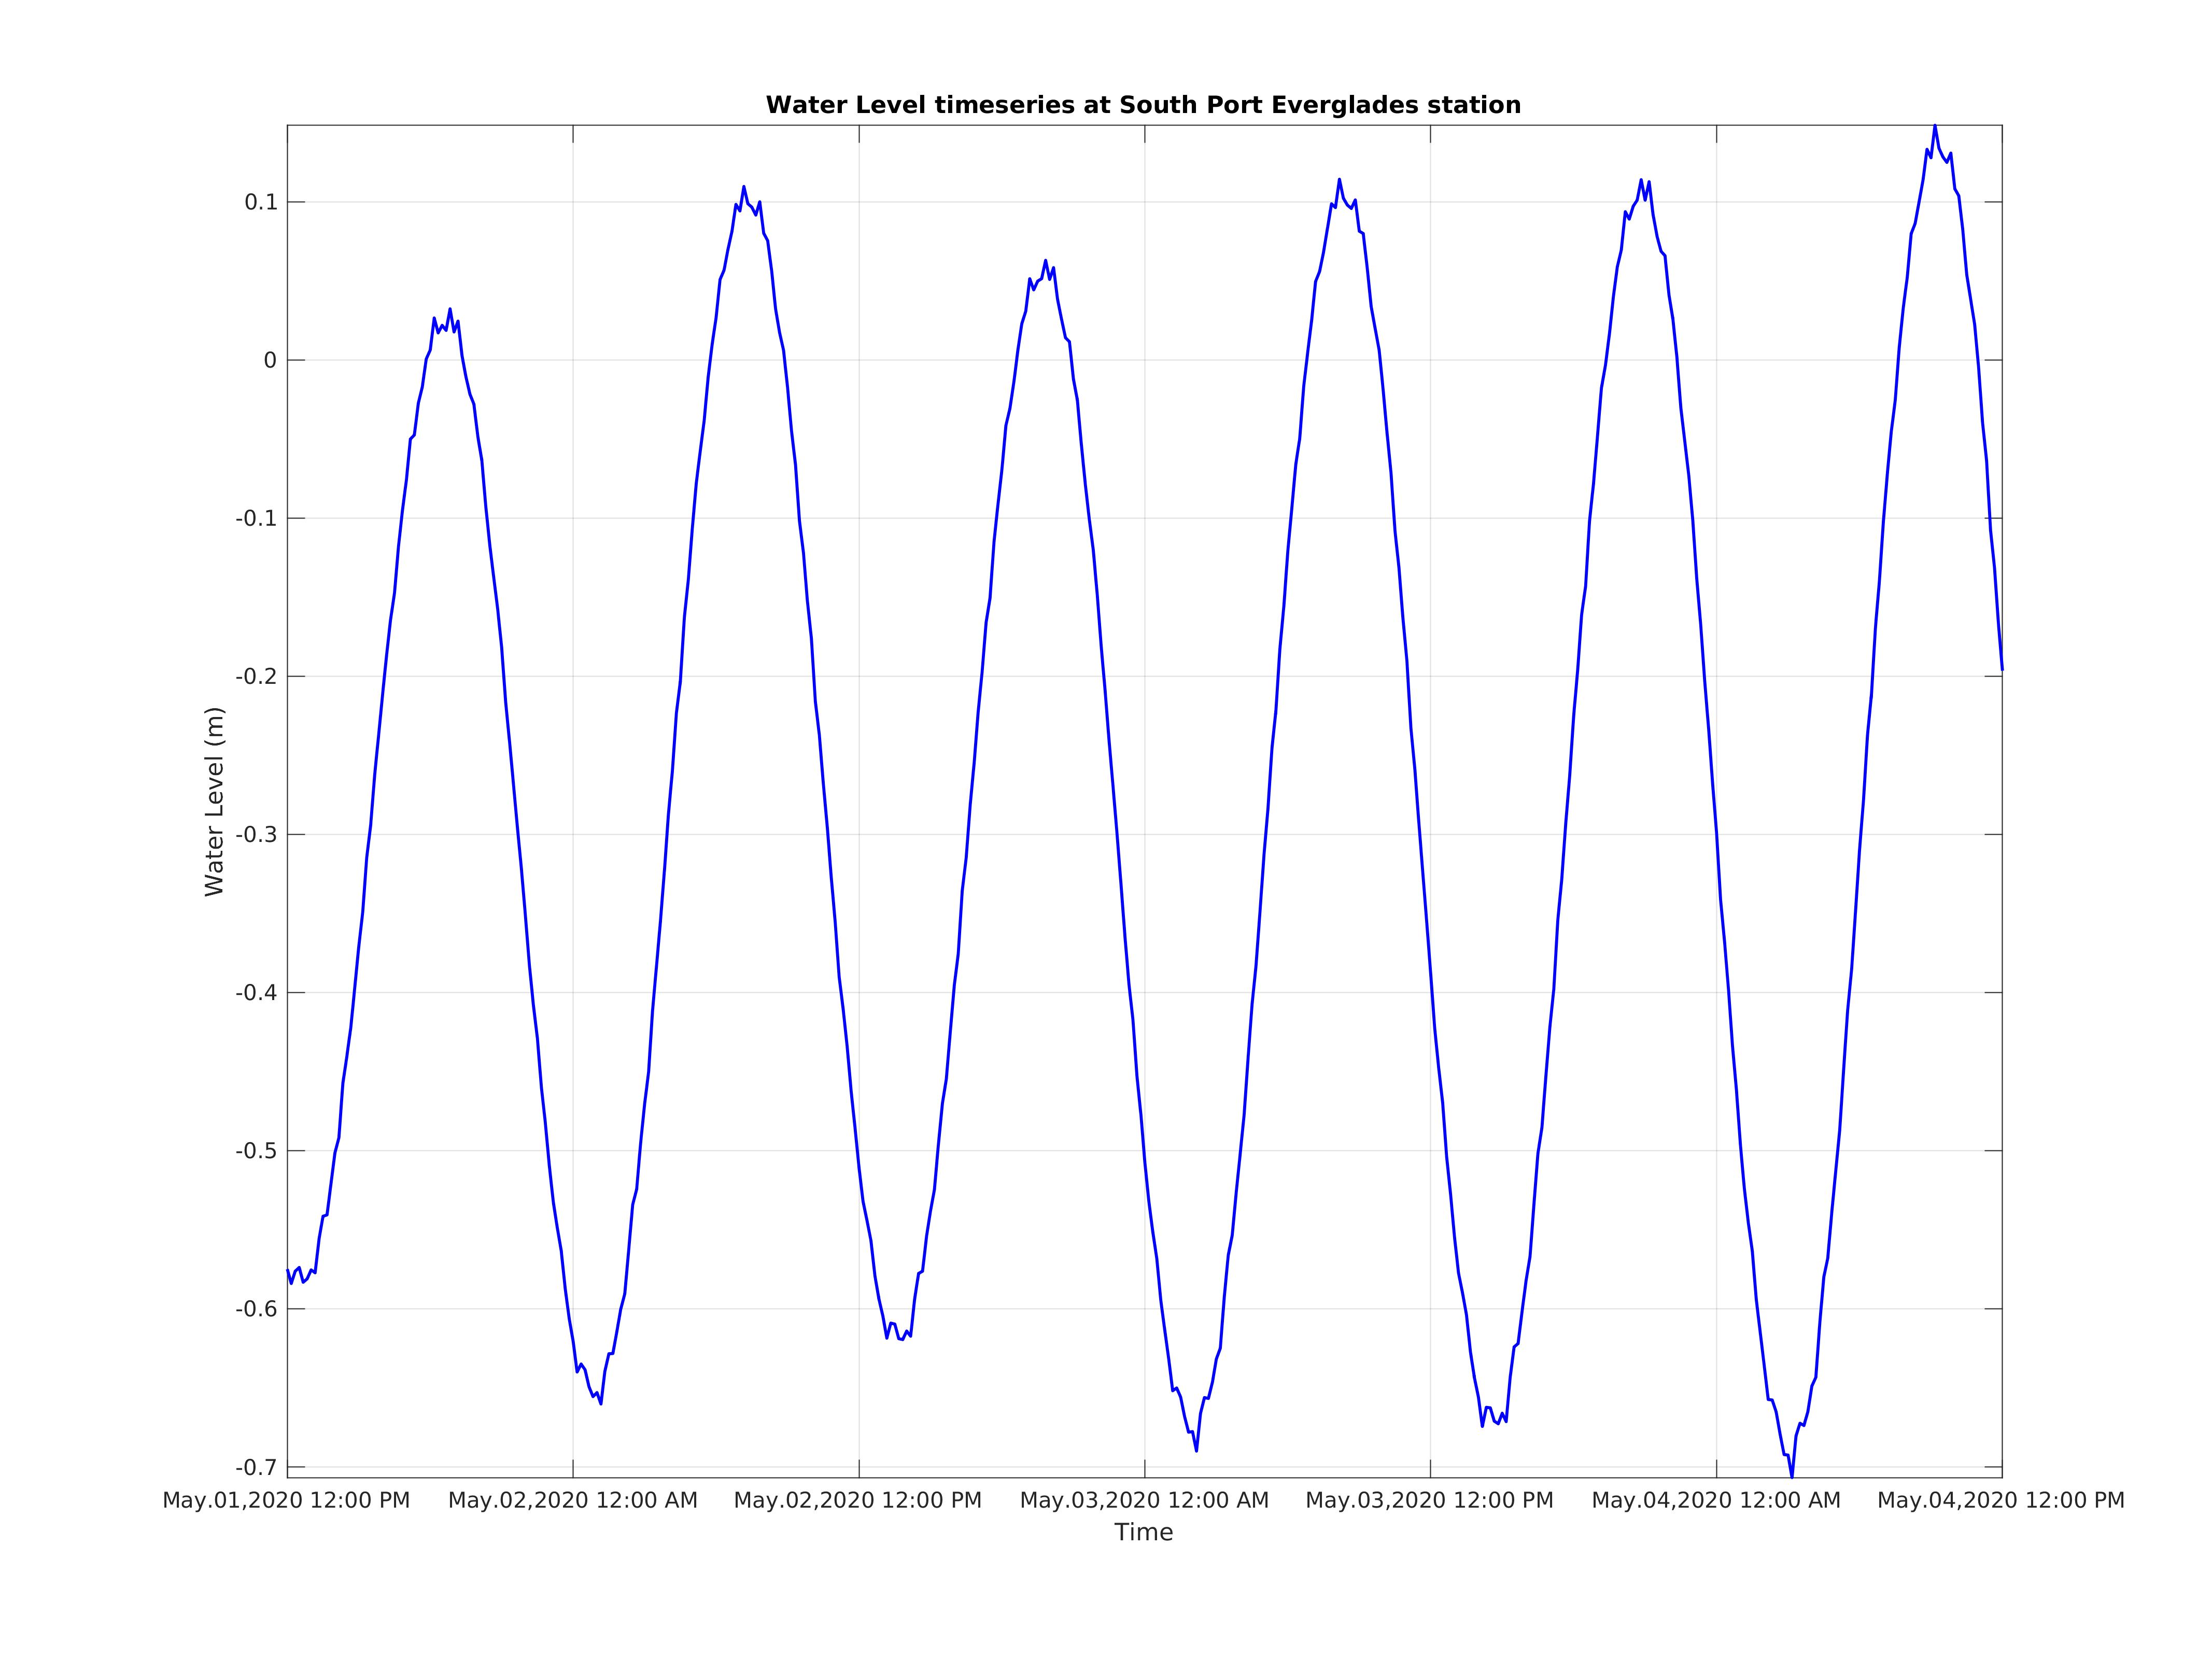 Water Level timeseries at South Port Everglades station
0.1
0
-0.1
-0.2
-0.3
-0.4
-0.5
-0.6
-0.7
Water Level (m)
May.01,2020 12:00 PM May.02,2020 12:00 AM May.02,2020 12:00 PM May.03,2020 12:00 AM May.03,2020 12:00 PM May.04,2020 12:00 AM May.04,2020 12:00 PM
Time